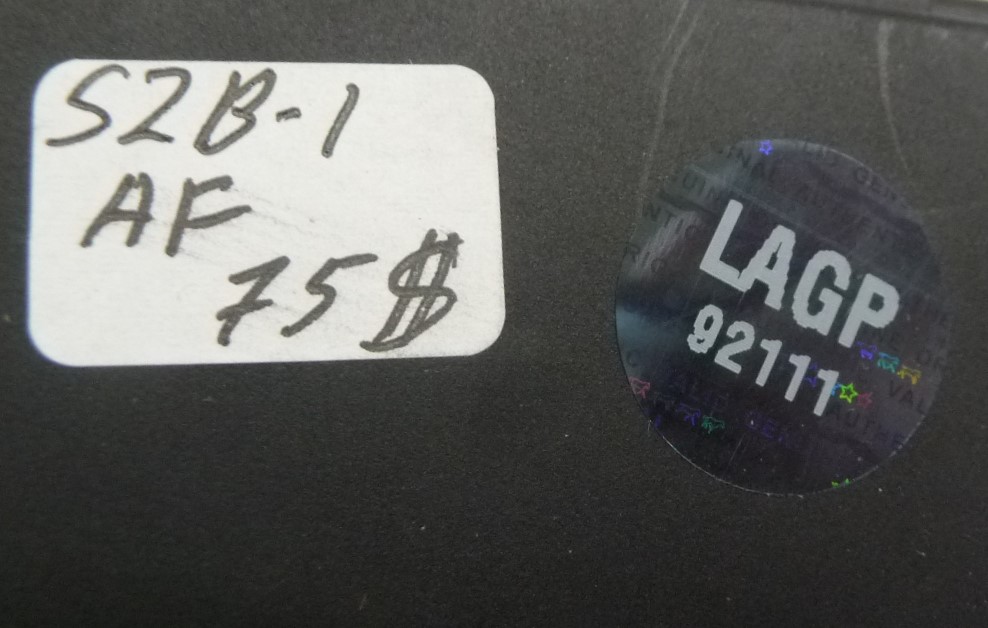 S2B-1
AF
75$
LAGP
92111